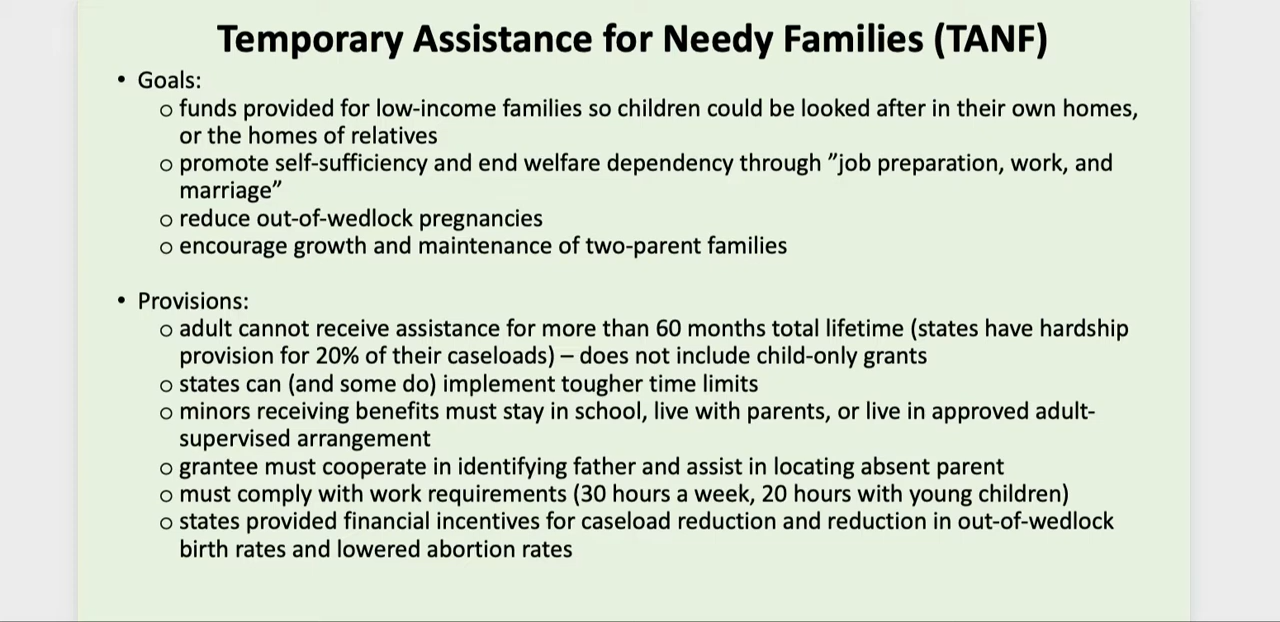 Temporary Assistance for Needy Families (TANF)
• Goals:
o funds provided for low-income families so children could be looked after in their own homes,
or the homes of relatives
o promote self-sufficiency and end welfare dependency through ”job preparation, work, and
marriage”
o reduce out-of-wedlock pregnancies
o encourage growth and maintenance of two-parent families
• Provisions:
o adult cannot receive assistance for more than 60 months total lifetime (states have hardship
provision for 20% of their caseloads) – does not include child-only grants
o states can (and some do) implement tougher time limits
o minors receiving benefits must stay in school, live with parents, or live in approved adult-
supervised arrangement
o grantee must cooperate in identifying father and assist in locating absent parent
o must comply with work requirements (30 hours a week, 20 hours with young children)
o states provided financial incentives for caseload reduction and reduction in out-of-wedlock
birth rates and lowered abortion rates